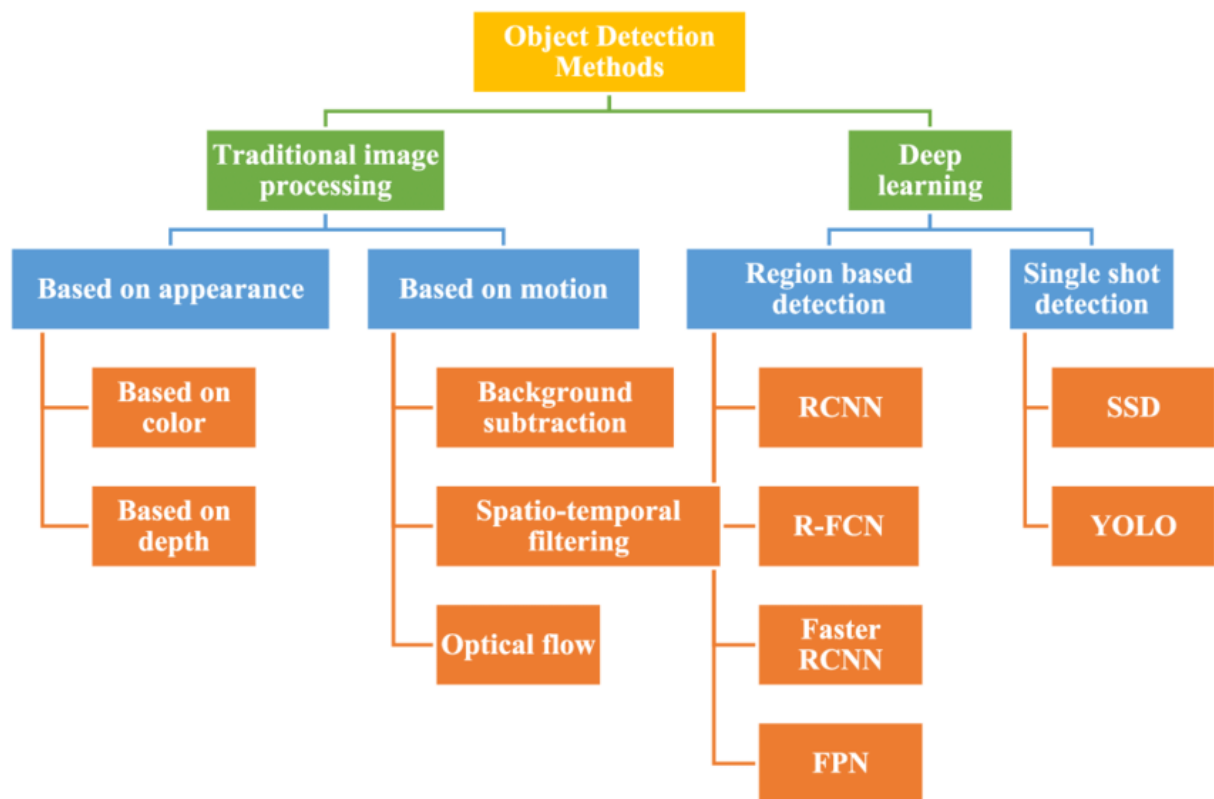 Object Detection
Methods
Traditional image
processing
Deep
learning
Based on appearance
Based on motion
Region based
detection
Single shot
detection
Based on
color
Based on
depth
Background
subtraction
Spatio-temporal
filtering
Optical flow
RCNN
R-FCN
Faster
RCNN
FPN
SSD
YOLO